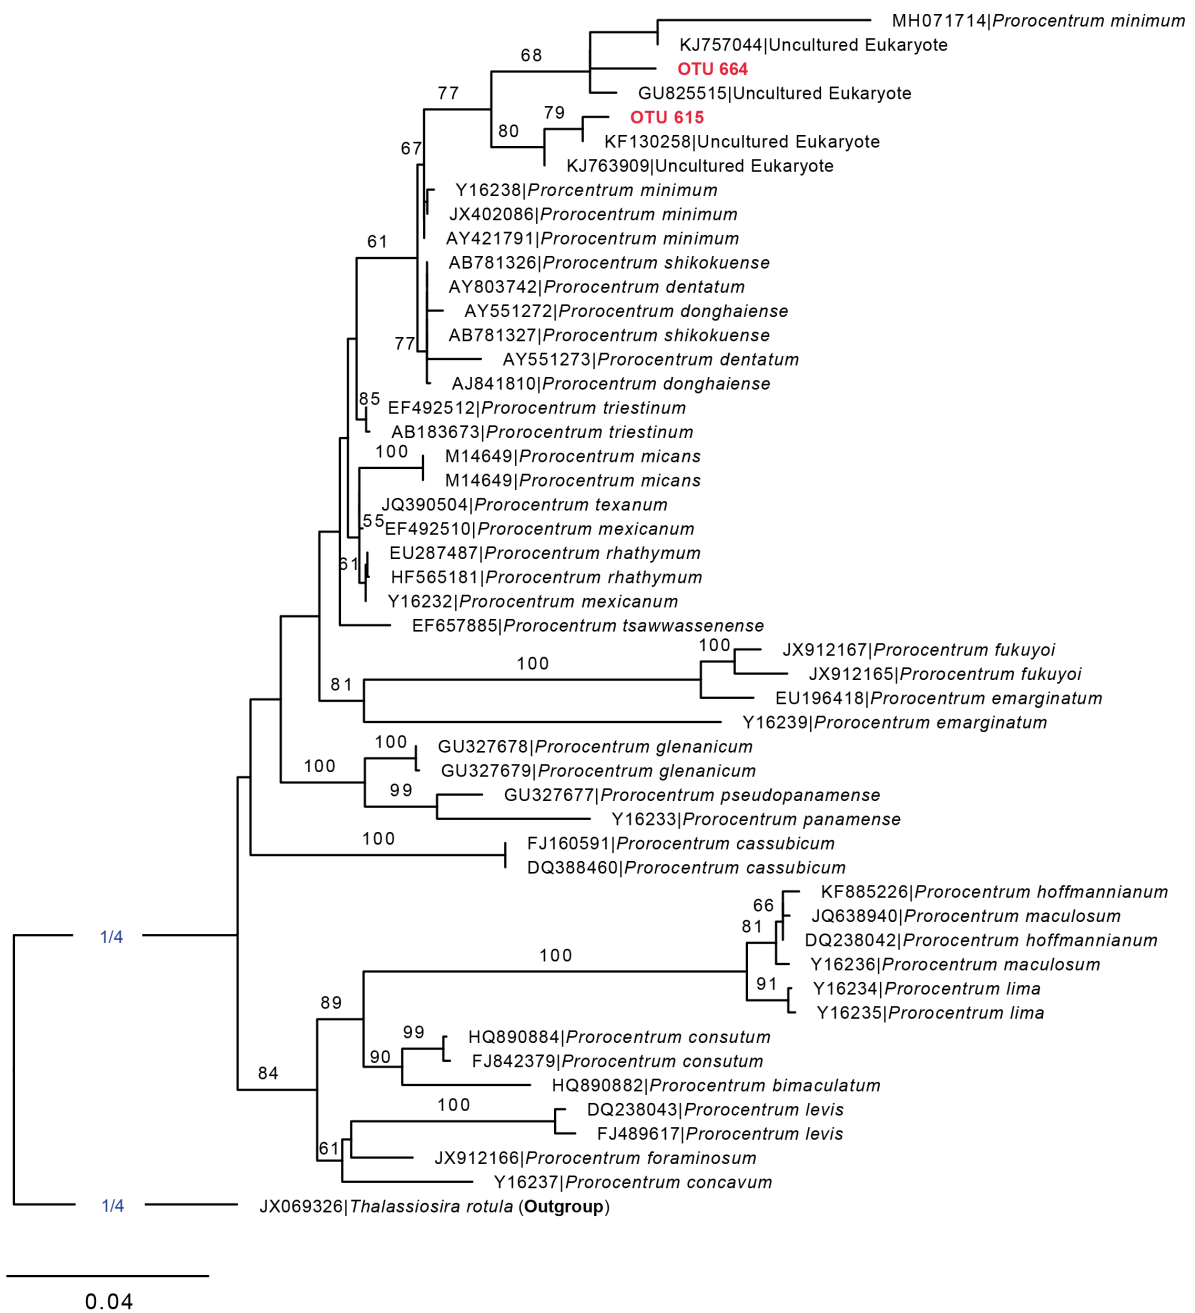 MH071714|Prorocentrum minimum
68
KJ757044|Uncultured Eukaryote
OTU 664
77
GU825515|Uncultured Eukaryote
79
OTU 615
80
KF130258|Uncultured Eukaryote
67
KJ763909|Uncultured Eukaryote
Y16238|Prorcentrum minimum
JX402086|Prorocentrum minimum
61
AY421791|Prorocentrum minimum
AB781326|Prorocentrum shikokuense
AY803742|Prorocentrum dentatum
AY551272|Prorocentrum donghaiense
AB781327|Prorocentrum shikokuense
77
AY551273|Prorocentrum dentatum
AJ841810|Prorocentrum donghaiense
85
EF492512|Prorocentrum triestinum
AB183673|Prorocentrum triestinum
100
M14649|Prorocentrum micans
M14649|Prorocentrum micans
JQ390504|Prorocentrum texanum
55
EF492510|Prorocentrum mexicanum
EU287487|Prorocentrum rhathymum
61
HF565181|Prorocentrum rhathymum
Y16232|Prorocentrum mexicanum
EF657885|Prorocentrum tsawwassenense
100
JX912167|Prorocentrum fukuyoi
100
JX912165|Prorocentrum fukuyoi
81
EU196418|Prorocentrum emarginatum
Y16239|Prorocentrum emarginatum
100
GU327678|Prorocentrum glenanicum
100
GU327679|Prorocentrum glenanicum
99
GU327677|Prorocentrum pseudopanamense
Y16233|Prorocentrum panamense
100
FJ160591|Prorocentrum cassubicum
DQ388460|Prorocentrum cassubicum
KF885226|Prorocentrum hoffmannianum
66
JQ638940|Prorocentrum maculosum
81
DQ238042|Prorocentrum hoffmannianum
1/4
100
Y16236|Prorocentrum maculosum
91
Y16234|Prorocentrum lima
89
Y16235|Prorocentrum lima
99
HQ890884|Prorocentrum consutum
90
FJ842379|Prorocentrum consutum
84
HQ890882|Prorocentrum bimaculatum
100
DQ238043|Prorocentrum levis
FJ489617|Prorocentrum levis
61
JX912166|Prorocentrum foraminosum
Y16237|Prorocentrum concavum
1/4
JX069326|Thalassiosira rotula (Outgroup)
0.04